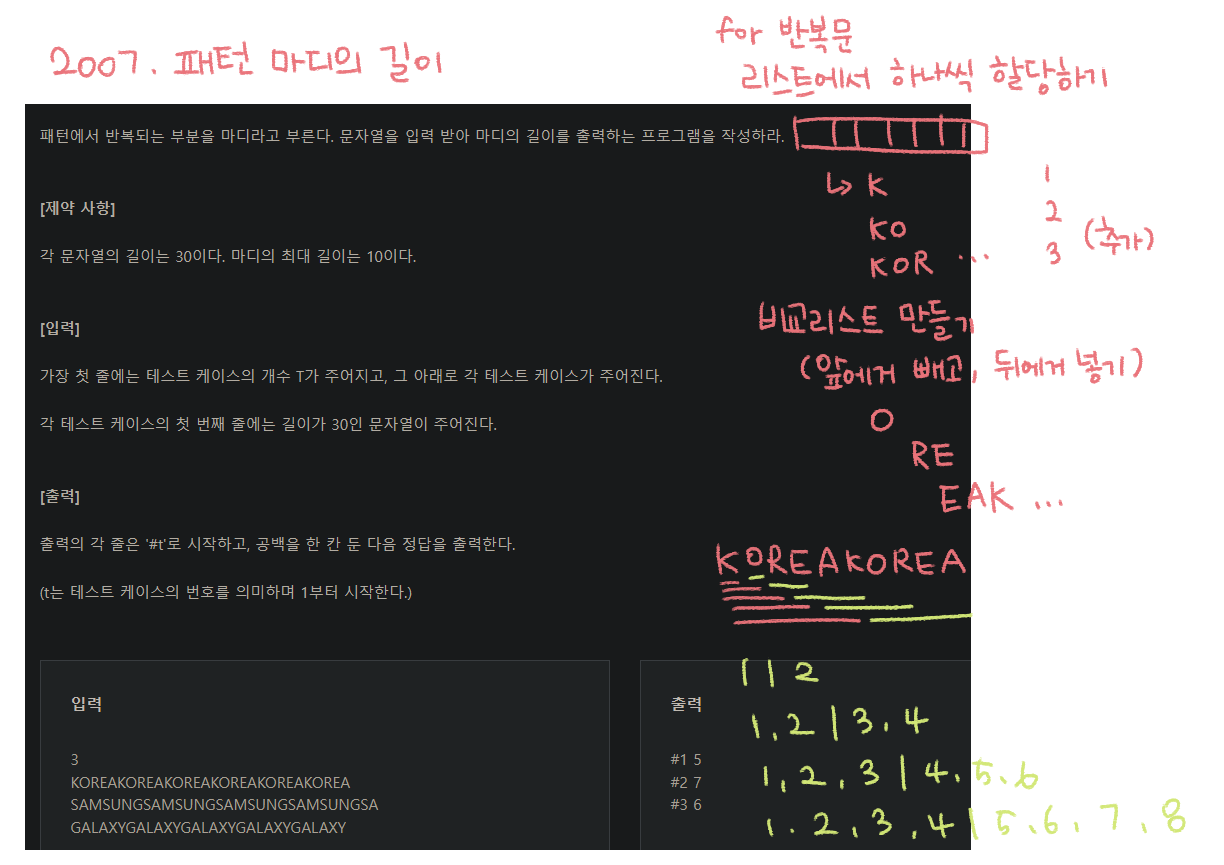 2007. 패턴 마디의 길이
for 반복문
리스트에서 하나씩 할당하기
패턴에서 반복되는 부분을 마디라고 부른다. 문자열을 입력 받아 마디의 길이를 출력하는 프로그램을 작성하라.
↳ K 1
KO 2
KOR ... 3 (추가)
[제약 사항]
각 문자열의 길이는 30이다. 마디의 최대 길이는 10이다.
비교리스트 만들기
(앞에거 빼고, 뒤에거 넣기)
O
RE
EAK ...
[입력]
가장 첫 줄에는 테스트 케이스의 개수 T가 주어지고, 그 아래로 각 테스트 케이스가 주어진다.
각 테스트 케이스의 첫 번째 줄에는 길이가 30인 문자열이 주어진다.
[출력]
출력의 각 줄은 '#t'로 시작하고, 공백을 한 칸 둔 다음 정답을 출력한다.
(t는 테스트 케이스의 번호를 의미하며 1부터 시작한다.)
KOREAKOREA
입력
3
KOREAKOREAKOREAKOREAKOREAKOREA
SAMSUNGSAMSUNGSAMSUNGSAMSUNGSA
GALAXYGALAXYGALAXYGALAXYGALAXY
출력
#1 5
#2 7
#3 6
1 | 2
1, 2 | 3, 4
1, 2, 3 | 4, 5, 6
1. 2, 3, 4 | 5, 6, 7, 8